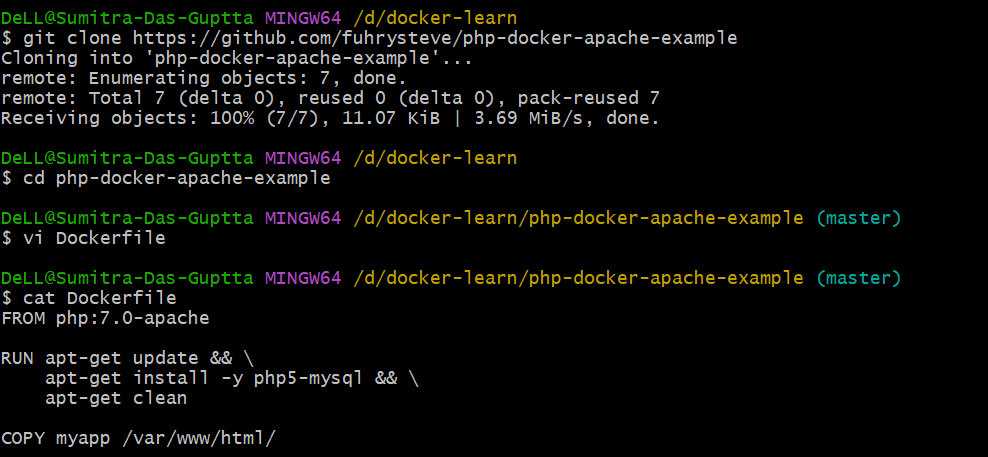 DeLL@Sumitra-Das-Guptta MINGW64 /d/docker-learn
$ git clone https://github.com/fuhrysteve/php-docker-apache-example
Cloning into 'php-docker-apache-example'...
remote: Enumerating objects: 7, done.
remote: Total 7 (delta 0), reused 0 (delta 0), pack-reused 7
Receiving objects: 100% (7/7), 11.07 KiB | 3.69 MiB/s, done.
DeLL@Sumitra-Das-Guptta MINGW64 /d/docker-learn
$ cd php-docker-apache-example
DeLL@Sumitra-Das-Guptta MINGW64 /d/docker-learn/php-docker-apache-example (master)
$ vi Dockerfile
DeLL@Sumitra-Das-Guptta MINGW64 /d/docker-learn/php-docker-apache-example (master)
$ cat Dockerfile
FROM php:7.0-apache
RUN apt-get update && \
    apt-get install -y php5-mysql && \
    apt-get clean
COPY myapp /var/www/html/